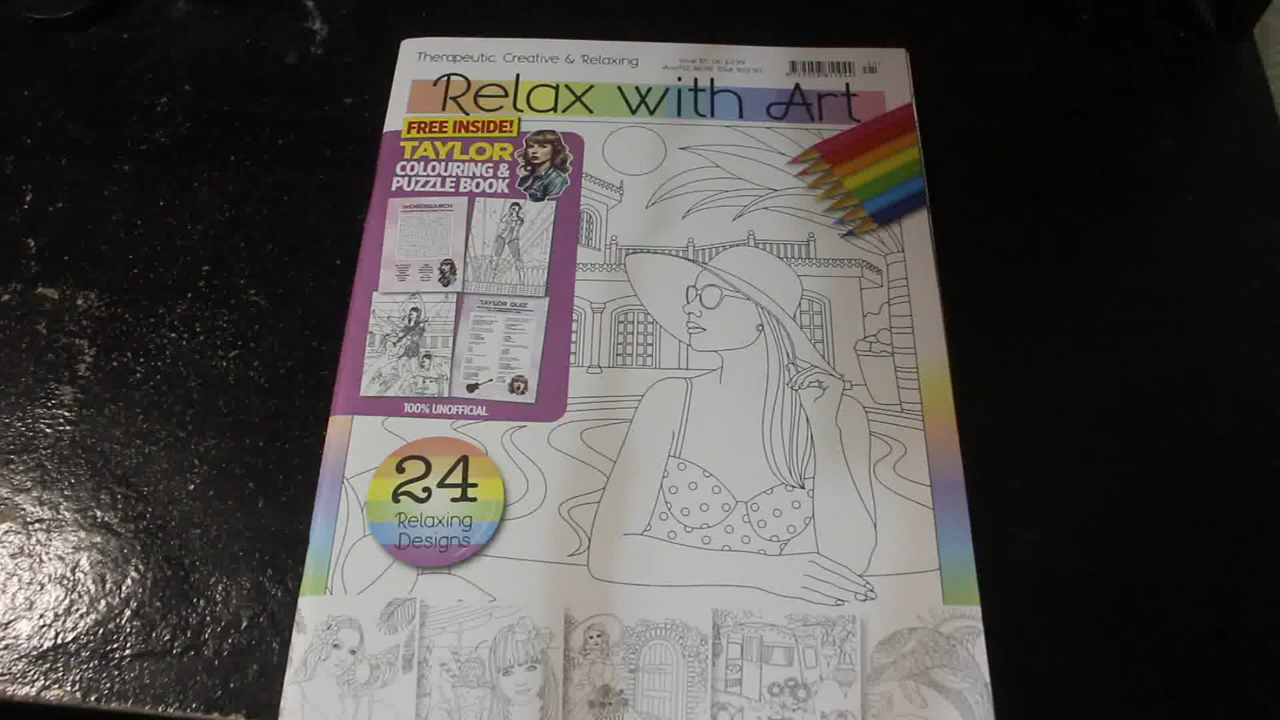 Therapeutic, Creative & Relaxing
Relax with Art
FREE INSIDE!
TAYLOR
COLOURING &
PUZZLE BOOK
WORDSEARCH
TAYLOR QUIZ
100% UNOFFICIAL
24
Relaxing
Designs